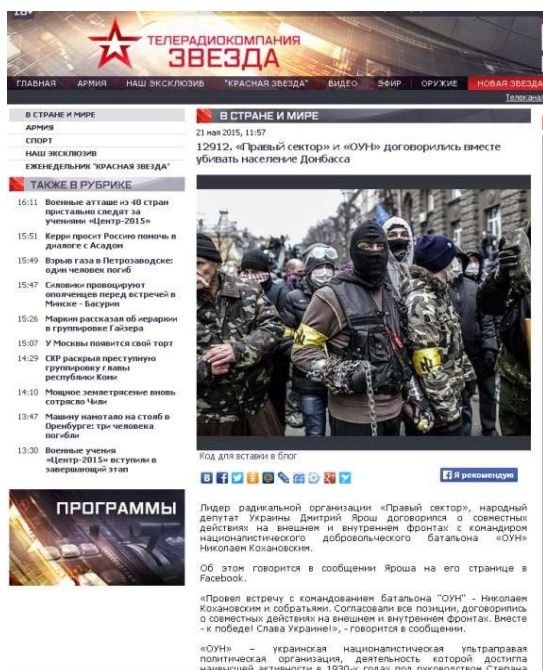 18+
ТЕЛЕРАДИОКОМПАНИЯ
ЗВЕЗДА
ГЛАВНАЯ АРМИЯ НАШ ЭКСКЛЮЗИВ "КРАСНАЯ ЗВЕЗДА" ВИДЕО ЭФИР ОРУЖИЕ НОВАЯ ЗВЕЗДА
Телеканал
В СТРАНЕ И МИРЕ
АРМИЯ
СПОРТ
НАШ ЭКСКЛЮЗИВ
ЕЖЕНЕДЕЛЬНИК "КРАСНАЯ ЗВЕЗДА"
ТАКЖЕ В РУБРИКЕ
16:11 Военные атташе из 40 стран
пристально следят за
учениями «Центр-2015»
15:51 Керри просит Россию помочь в
диалоге с Асадом
15:49 Взрыв газа в Петрозаводске:
один человек погиб
15:47 Силовики провоцируют
ополченцев перед встречей в
Минске - Басурин
15:26 Маркин рассказал об иерархии
в группировке Гайзера
15:07 У Москвы появится свой торт
14:29 СКР раскрыл преступную
группировку главы
республики Коми
14:10 Мощное землетрясение вновь
сотрясло Чили
13:47 Машину намотало на столб в
Оренбурге: три человека
погибли
13:30 Военные учения
«Центр-2015» вступили в
завершающий этап
ПРОГРАММЫ
В СТРАНЕ И МИРЕ
21 мая 2015, 11:57
12912. «Правый сектор» и «ОУН» договорились вместе
убивать население Донбасса
Код для вставки в блог
Я рекомендую
Лидер радикальной организации «Правый сектор», народный
депутат Украины Дмитрий Ярош договорился о совместных
действиях на внешнем и внутреннем фронтах с командиром
националистического добровольческого батальона «ОУН»
Николаем Кохановским.
Об этом говорится в сообщении Яроша на его странице в
Facebook.
«Провел встречу с командованием батальона "ОУН" - Николаем
Кохановским и собратьями. Согласовали все позиции, договорились
о совместных действиях на внешнем и внутреннем фронтах. Вместе
- к победе! Слава Украине!», - говорится в сообщении.
«ОУН» – украинская националистическая ультраправая
политическая организация, деятельность которой достигла
наивысшей активности в 1930-х годах под руководством Степана